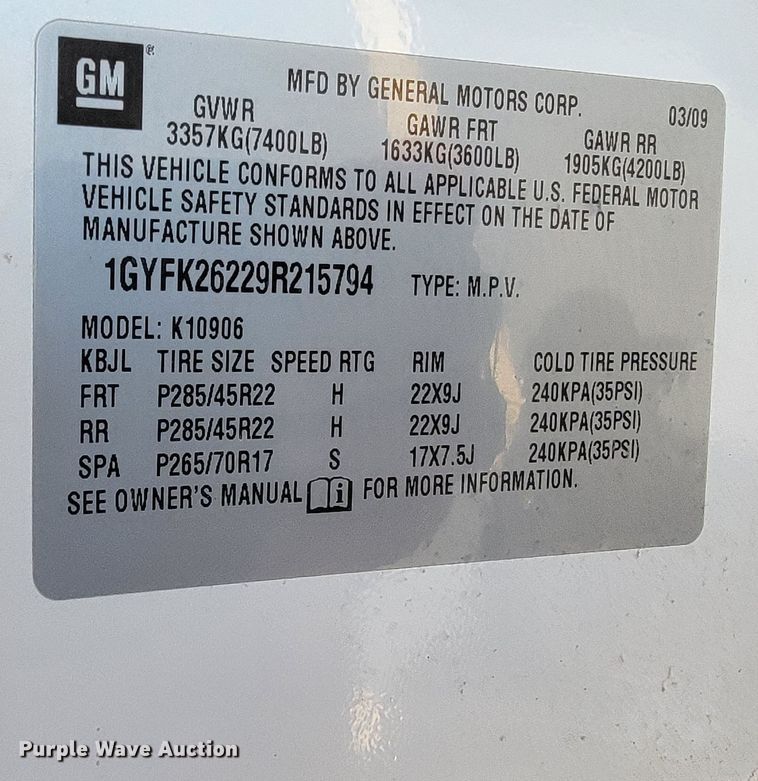 GM ®
MFD BY GENERAL MOTORS CORP. 03/09
GVWR GAWR FRT GAWR RR
3357KG(7400LB) 1633KG(3600LB) 1905KG(4200LB)
THIS VEHICLE CONFORMS TO ALL APPLICABLE U.S. FEDERAL MOTOR
VEHICLE SAFETY STANDARDS IN EFFECT ON THE DATE OF
MANUFACTURE SHOWN ABOVE.
1GYFK26229R215794 TYPE: M.P.V.
MODEL: K10906
KBJL TIRE SIZE SPEED RTG RIM COLD TIRE PRESSURE
FRT P285/45R22 H 22X9J 240KPA(35PSI)
RR P285/45R22 H 22X9J 240KPA(35PSI)
SPA P265/70R17 S 17X7.5J 240KPA(35PSI)
SEE OWNER'S MANUAL i FOR MORE INFORMATION.
Purple Wave Auction